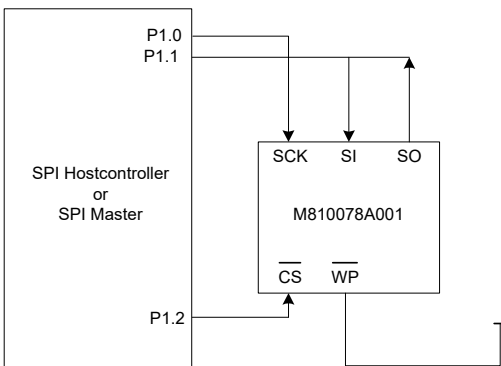 P1.0
P1.1
SCK SI SO
SPI Hostcontroller
or
SPI Master
M810078A001
CS WP
P1.2